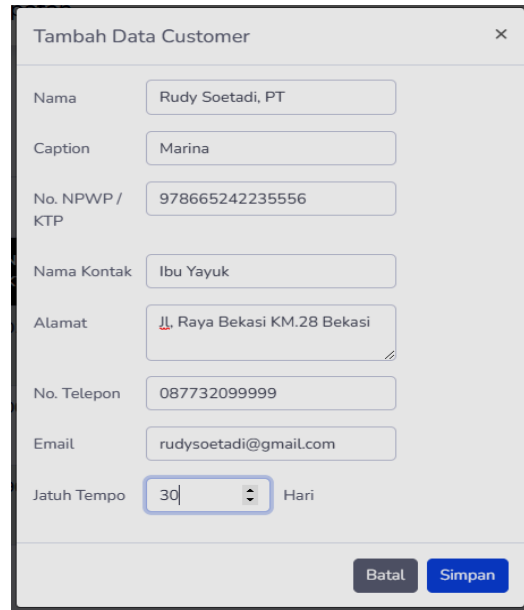 Tambah Data Customer ×
Nama Rudy Soetadi, PT
Caption Marina
No. NPWP / 978665242235556
KTP
Nama Kontak Ibu Yayuk
Alamat Jl, Raya Bekasi KM.28 Bekasi
No. Telepon 087732099999
Email rudysoetadi@gmail.com
Jatuh Tempo 30 Hari
Batal Simpan